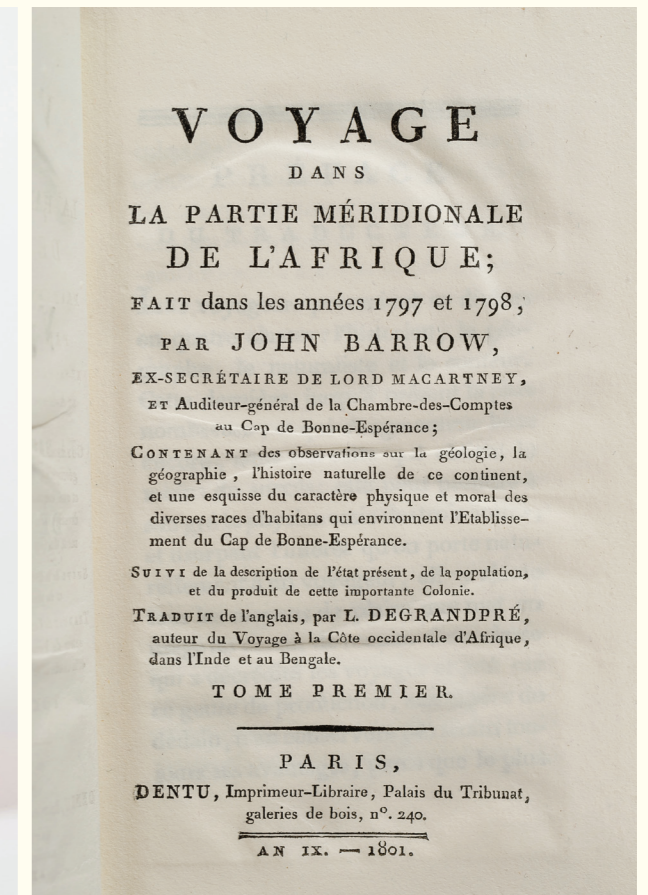 VOYAGE
DANS
LA PARTIE MÉRIDIONALE
DE L'AFRIQUE;
FAIT dans les années 1797 et 1798,
PAR JOHN BARROW,
EX-SECRÉTAIRE DE LORD MACARTNEY,
ET Auditeur-général de la Chambre-des-Comptes
au Cap de Bonne-Espérance;
CONTENANT des observations sur la géologie, la
géographie, l'histoire naturelle de ce continent,
et une esquisse du caractère physique et moral des
diverses races d'habitans qui environnent l'Etablisse-
ment du Cap de Bonne-Espérance.
SUIVI de la description de l'état présent, de la population,
et du produit de cette importante Colonie.
TRADUIT de l'anglais, par L. DEGRANDPRÉ,
auteur du Voyage à la Côte occidentale d'Afrique,
dans l'Inde et au Bengale.
TOME PREMIER.
PARIS,
DENTU, Imprimeur-Libraire, Palais du Tribunat,
galeries de bois, n°. 240.
AN IX. — 1801.